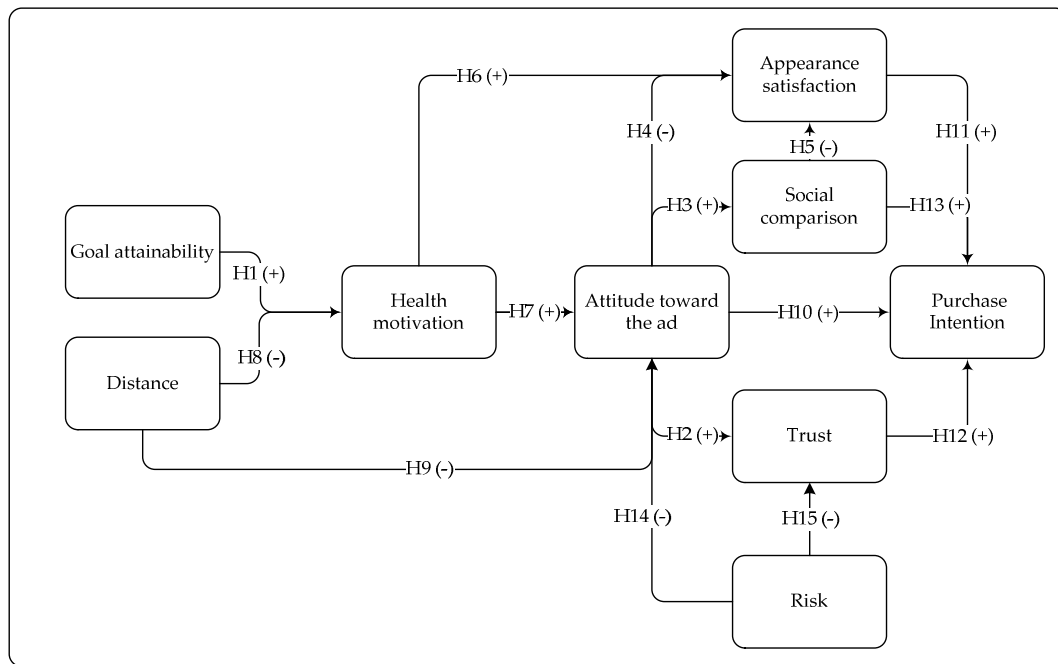 H6 (+)
Appearance
satisfaction
H4 (-)
H11 (+)
H5 (-)
H3 (+)
Social
comparison
H13 (+)
Goal attainability
H1 (+)
Health
motivation
H7 (+)
Attitude toward
the ad
H10 (+)
Purchase
Intention
H8 (-)
Distance
H2 (+)
Trust
H12 (+)
H9 (-)
H14 (-)
H15 (-)
Risk